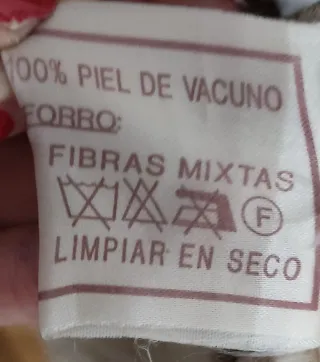 100% PIEL DE VACUNO
FORRO:
FIBRAS MIXTAS
F
LIMPIAR EN SECO